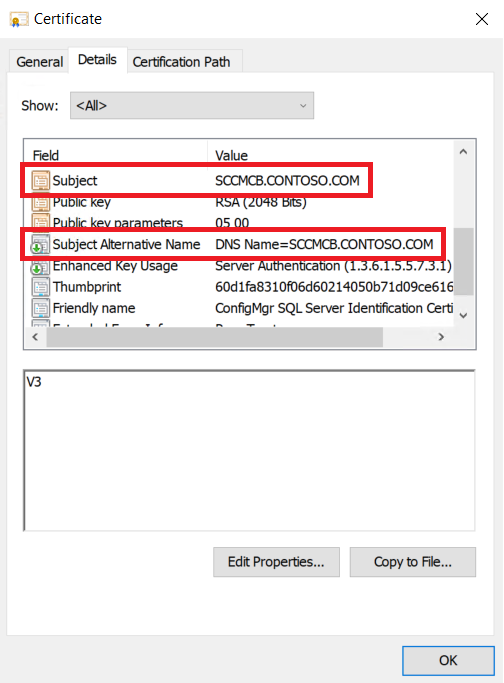 Certificate
General Details Certification Path
Show: <All>
Field Value
Subject SCCMCB.CONTOSO.COM
Public key RSA (2048 Bits)
Public key parameters 05 00
Subject Alternative Name DNS Name=SCCMCB.CONTOSO.COM
Enhanced Key Usage Server Authentication (1.3.6.1.5.5.7.3.1)
Thumbprint 60d1fa8310f06d60214050b71d09ce616
Friendly name ConfigMgr SQL Server Identification Certi
V3
Edit Properties... Copy to File...
OK